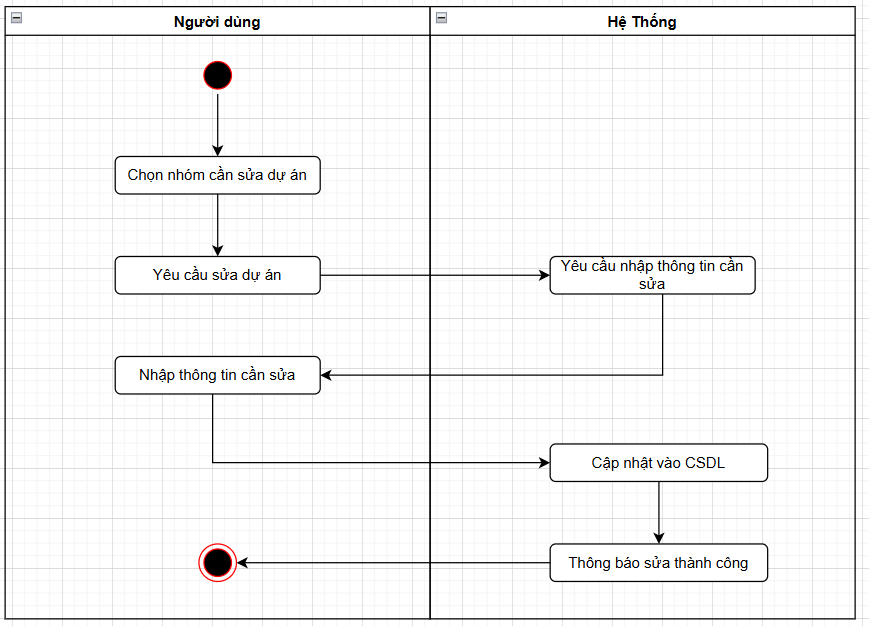 Người dùng
Hệ Thống
Chọn nhóm cần sửa dự án
Yêu cầu sửa dự án
Yêu cầu nhập thông tin cần
sửa
Nhập thông tin cần sửa
Cập nhật vào CSDL
Thông báo sửa thành công